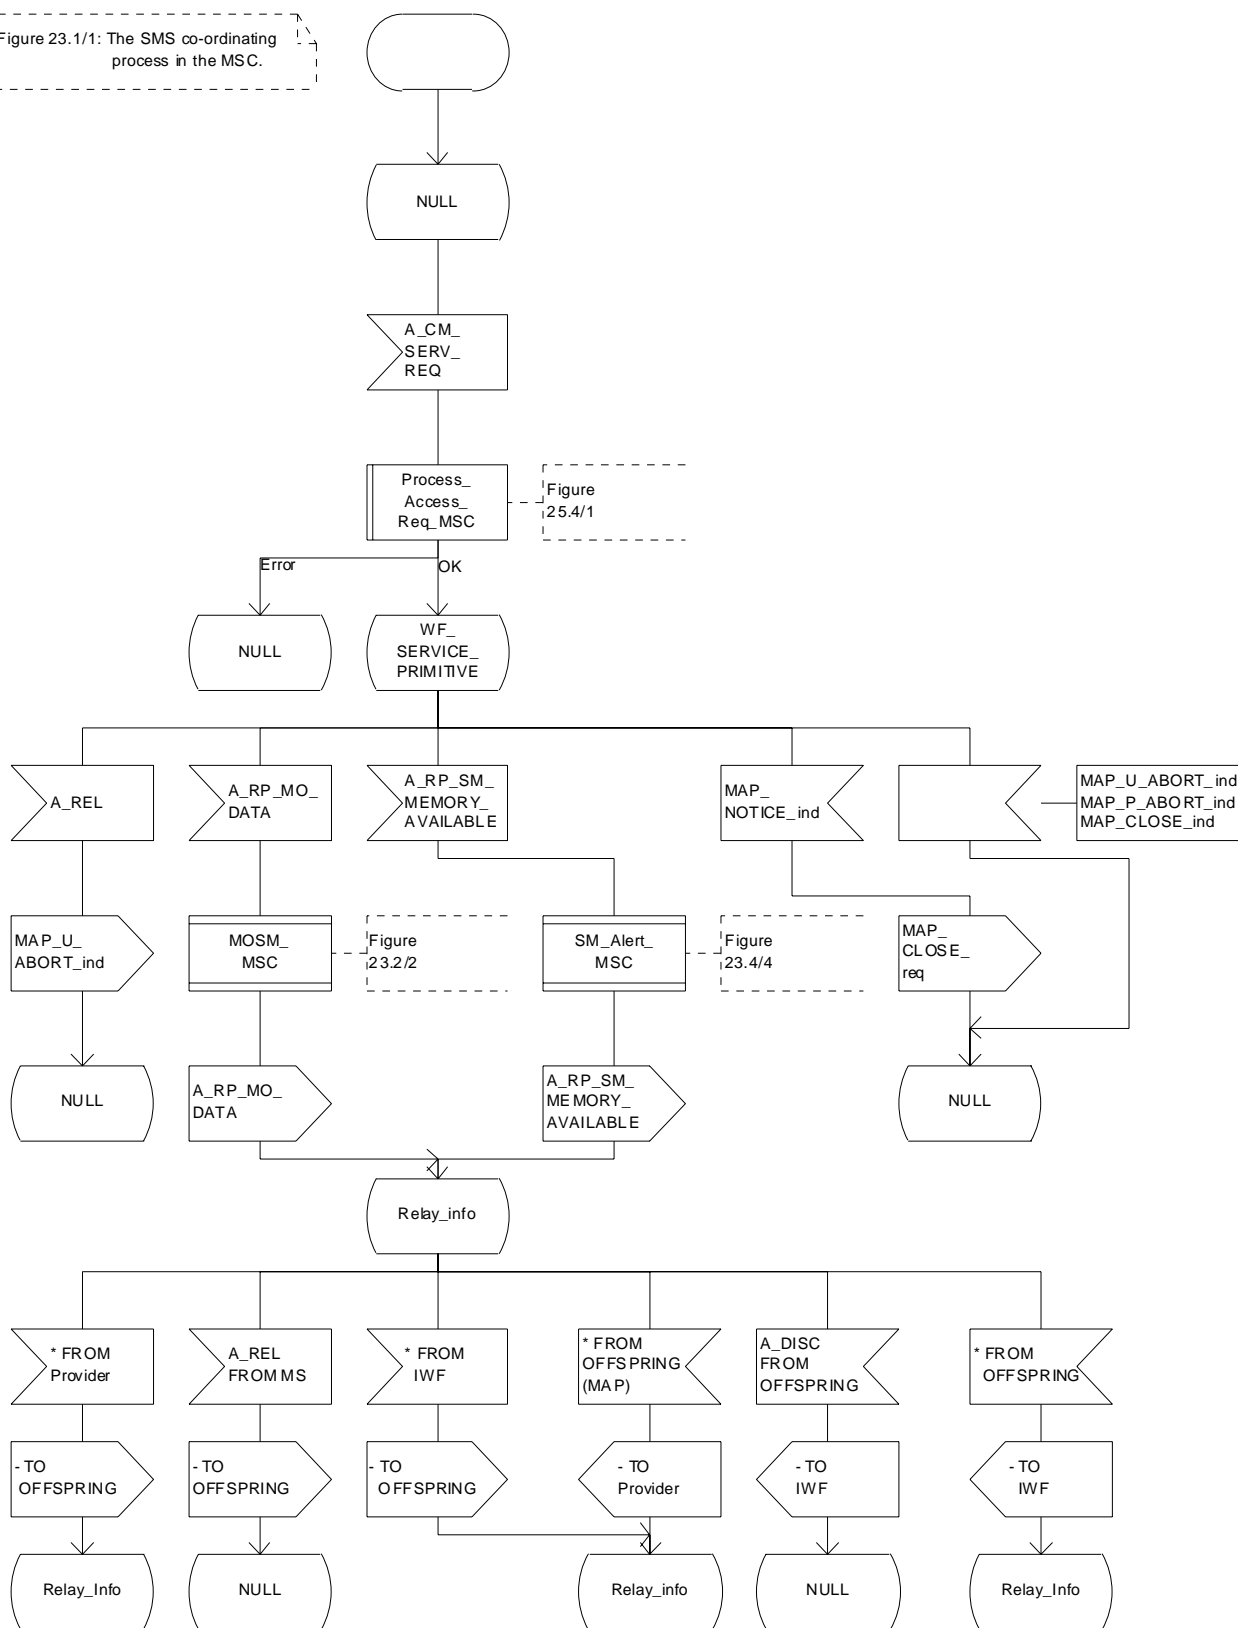 Figure 23.1/1: The SMS co-ordinating
process in the MSC.
NULL
A_CM_
SERV_
REQ
Process_
Access_
Req_MSC
Figure
25.4/1
Error
OK
NULL
WF_
SERVICE_
PRIMITIVE
A_REL
A_RP_MO_
DATA
A_RP_SM_
MEMORY_
AVAILABLE
MAP_
NOTICE_ind
MAP_U_ABORT_ind
MAP_P_ABORT_ind
MAP_CLOSE_ind
MAP_U_
ABORT_ind
MOSM_
MSC
Figure
23.2/2
SM_Alert_
MSC
Figure
23.4/4
MAP_
CLOSE_
req
NULL
A_RP_MO_
DATA
A_RP_SM_
MEMORY_
AVAILABLE
NULL
Relay_info
* FROM
Provider
A_REL
FROM MS
* FROM
IWF
* FROM
OFFSPRING
(MAP)
A_DISC
FROM
OFFSPRING
* FROM
OFFSPRING
- TO
OFFSPRING
- TO
OFFSPRING
- TO
OFFSPRING
- TO
Provider
- TO
IWF
- TO
IWF
Relay_Info
NULL
Relay_info
NULL
Relay_Info